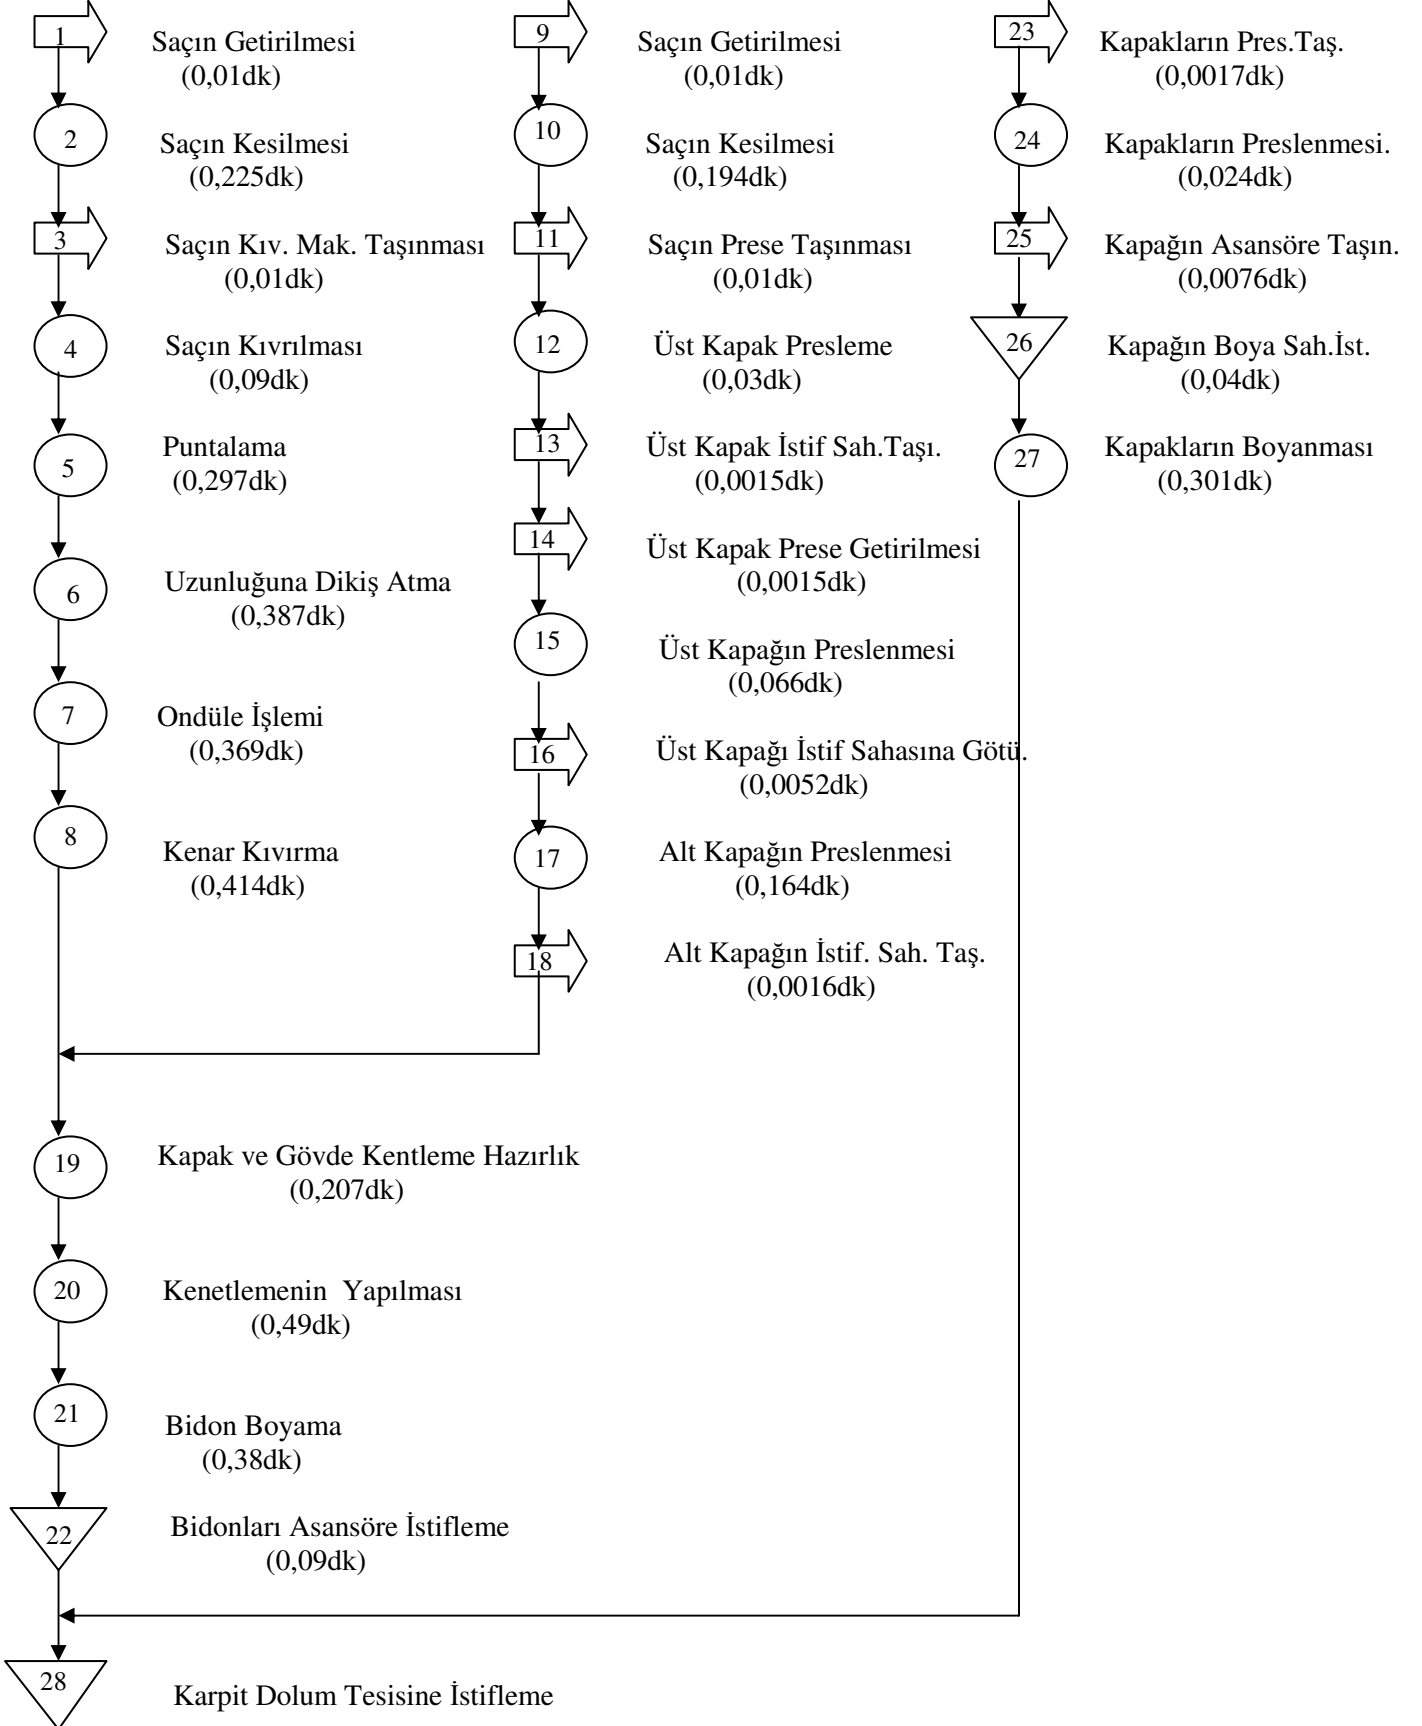 1
Saçın Getirilmesi
(0,01dk)
2
Saçın Kesilmesi
(0,225dk)
3
Saçın Kıv. Mak. Taşınması
(0,01dk)
4
Saçın Kıvrılması
(0,09dk)
5
Puntalama
(0,297dk)
6
Uzunluğuna Dikiş Atma
(0,387dk)
7
Ondüle İşlemi
(0,369dk)
8
Kenar Kıvırma
(0,414dk)
9
Saçın Getirilmesi
(0,01dk)
10
Saçın Kesilmesi
(0,194dk)
11
Saçın Prese Taşınması
(0,01dk)
12
Üst Kapak Presleme
(0,03dk)
13
Üst Kapak İstif Sah.Taşı.
(0,0015dk)
14
Üst Kapak Prese Getirilmesi
(0,0015dk)
15
Üst Kapağın Preslenmesi
(0,066dk)
16
Üst Kapağı İstif Sahasına Götü.
(0,0052dk)
17
Alt Kapağın Preslenmesi
(0,164dk)
18
Alt Kapağın İstif. Sah. Taş.
(0,0016dk)
19
Kapak ve Gövde Kentleme Hazırlık
(0,207dk)
20
Kenetlemenin Yapılması
(0,49dk)
21
Bidon Boyama
(0,38dk)
22
Bidonları Asansöre İstifleme
(0,09dk)
23
Kapakların Pres.Taş.
(0,0017dk)
24
Kapakların Preslenmesi.
(0,024dk)
25
Kapağın Asansöre Taşın.
(0,0076dk)
26
Kapağın Boya Sah.İst.
(0,04dk)
27
Kapakların Boyanması
(0,301dk)
28
Karpit Dolum Tesisine İstifleme